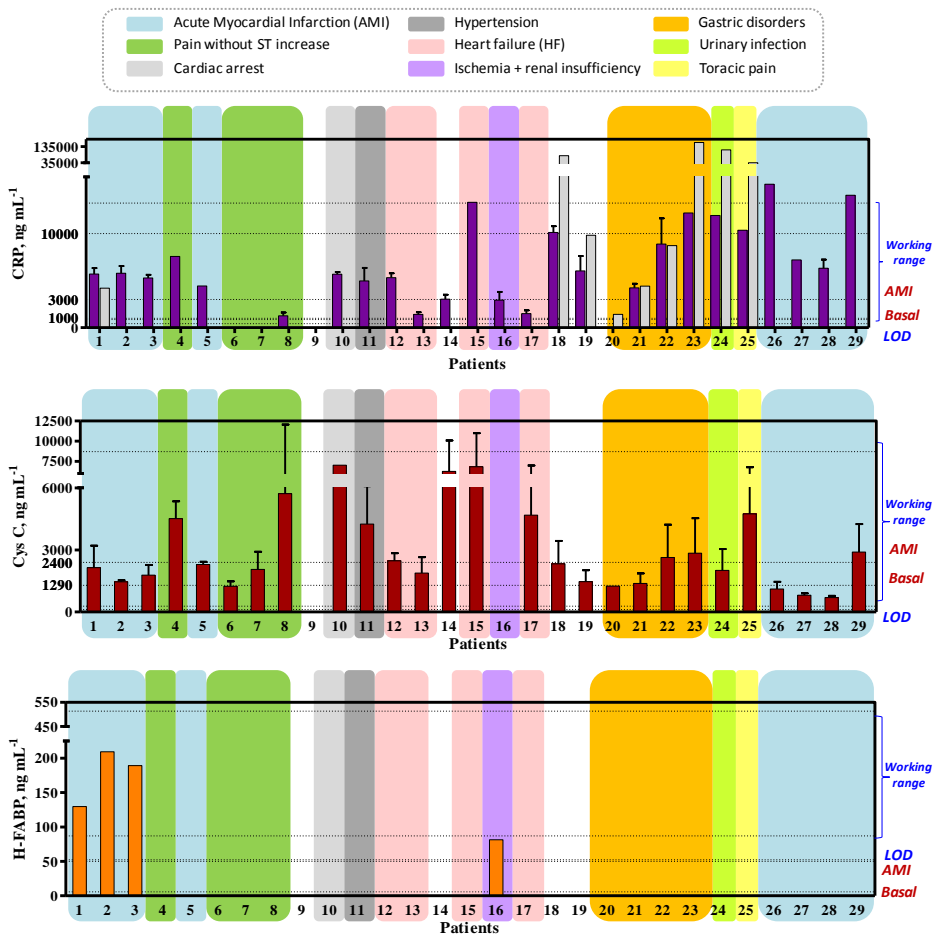 Acute Myocardial Infarction (AMI) Hypertension Gastric disorders
Pain without ST increase Heart failure (HF) Urinary infection
Cardiac arrest Ischemia + renal insufficiency Toracic pain
CRP, ng mL-1
135000
35000
10000
3000
1000
0
Working
range
AMI
Basal
LOD
1 2 3 4 5 6 7 8 9 10 11 12 13 14 15 16 17 18 19 20 21 22 23 24 25 26 27 28 29
Patients
Cys C, ng mL-1
12500
10000
7500
6000
3000
2400
1290
0
Working
range
AMI
Basal
LOD
1 2 3 4 5 6 7 8 9 10 11 12 13 14 15 16 17 18 19 20 21 22 23 24 25 26 27 28 29
Patients
H-FABP, ng mL-1
550
450
200
150
100
50
0
Working
range
LOD
AMI
Basal
1 2 3 4 5 6 7 8 9 10 11 12 13 14 15 16 17 18 19 20 21 22 23 24 25 26 27 28 29
Patients